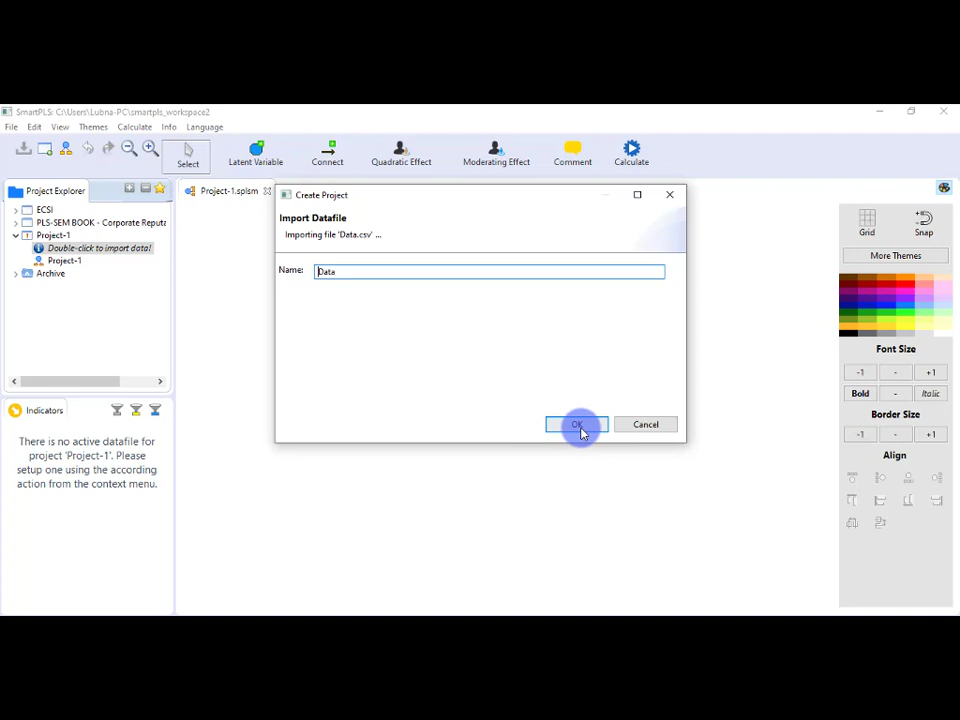 SmartPLS: C:\Users\Lubna-PC\smartpls_workspace2
File Edit View Themes Calculate Info Language
Select
Latent Variable
Connect
Quadratic Effect
Moderating Effect
Comment
Calculate
Project Explorer
ECSI
PLS-SEM BOOK - Corporate Reputa
Project-1
Double-click to import data!
Project-1
Archive
Project-1.splsm
Create Project
Import Datafile
Importing file 'Data.csv' ...
Name: Data
OK
Cancel
Indicators
There is no active datafile for
project 'Project-1'. Please
setup one using the according
action from the context menu.
Grid
Snap
More Themes
Font Size
-1 - +1
Bold - Italic
Border Size
-1 - +1
Align